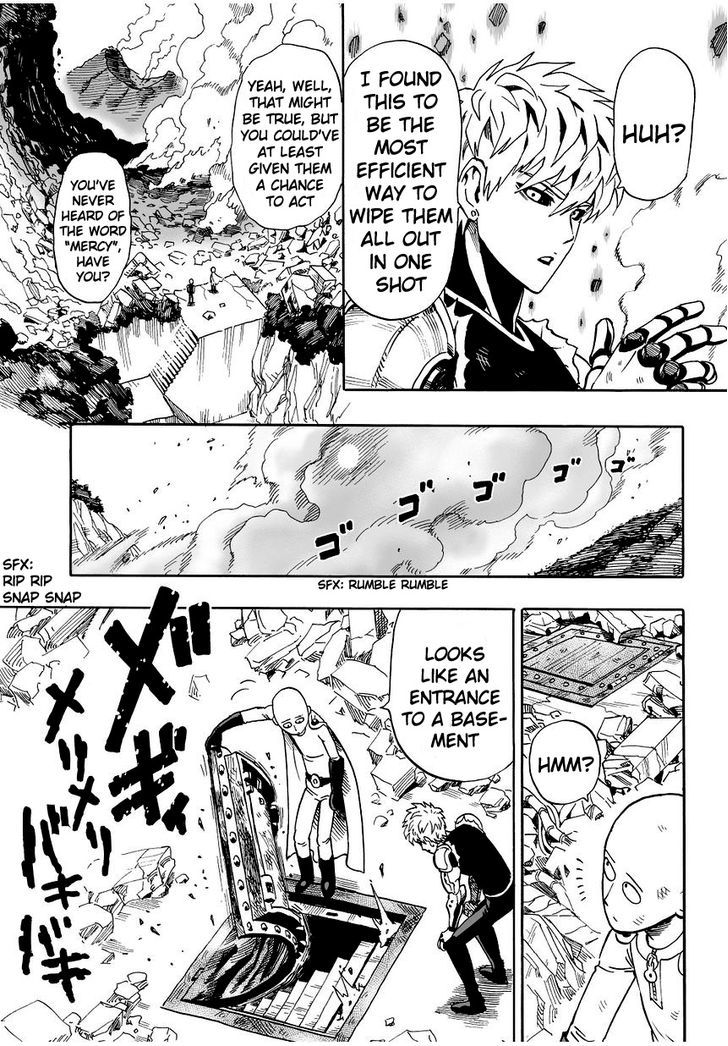 HUH?
I FOUND
THIS TO
BE THE
MOST
EFFICIENT
WAY TO
WIPE THEM
ALL OUT
IN ONE
SHOT
YEAH, WELL,
THAT MIGHT
BE TRUE, BUT
YOU COULD'VE
AT LEAST
GIVEN THEM
A CHANCE
TO ACT
YOU'VE
NEVER
HEARD OF
THE WORD
"MERCY",
HAVE
YOU?
ゴゴゴゴゴ
SFX: RUMBLE RUMBLE
HMM?
LOOKS
LIKE AN
ENTRANCE
TO A BASE-
MENT
SFX:
RIP RIP
SNAP SNAP
メギ
メリメリ
バキバキ